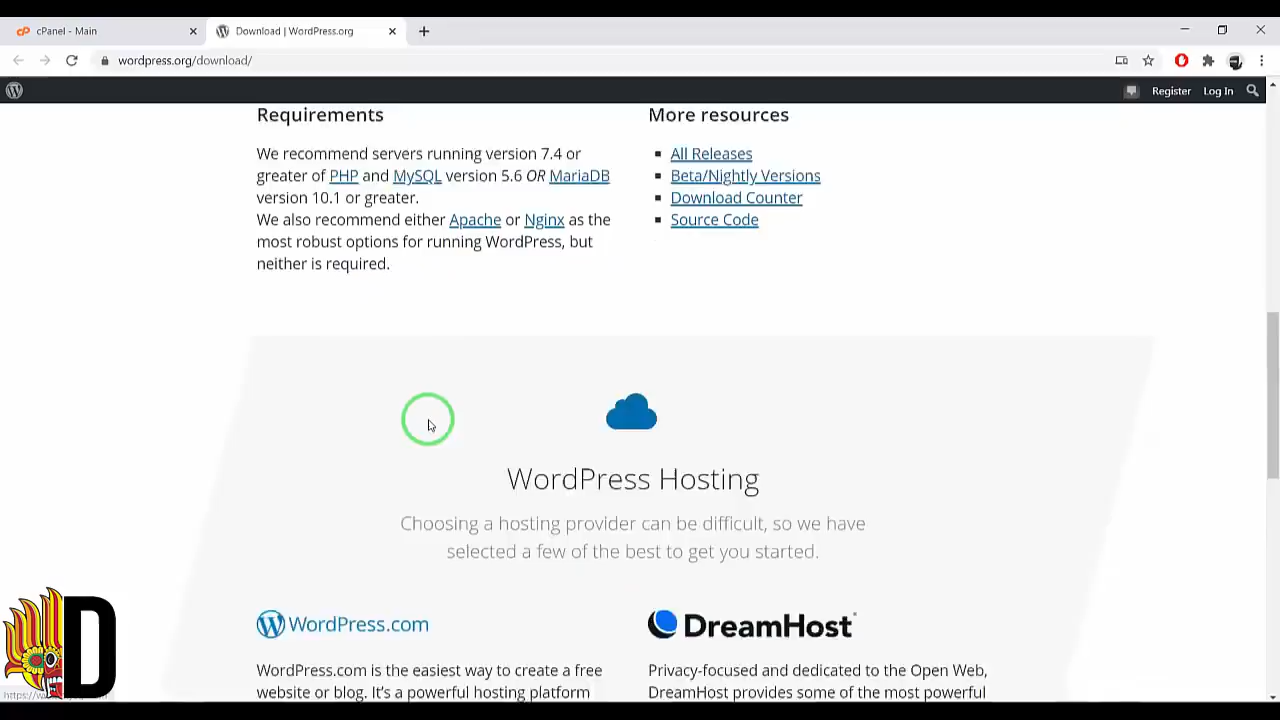 cPanel - Main
Download | WordPress.org
wordpress.org/download/
Register
Log In
Requirements
We recommend servers running version 7.4 or
greater of PHP and MySQL version 5.6 OR MariaDB
version 10.1 or greater.
We also recommend either Apache or Nginx as the
most robust options for running WordPress, but
neither is required.
More resources
All Releases
Beta/Nightly Versions
Download Counter
Source Code
WordPress Hosting
Choosing a hosting provider can be difficult, so we have
selected a few of the best to get you started.
WordPress.com
WordPress.com is the easiest way to create a free
website or blog. It's a powerful hosting platform
DreamHost
Privacy-focused and dedicated to the Open Web,
DreamHost provides some of the most powerful
D